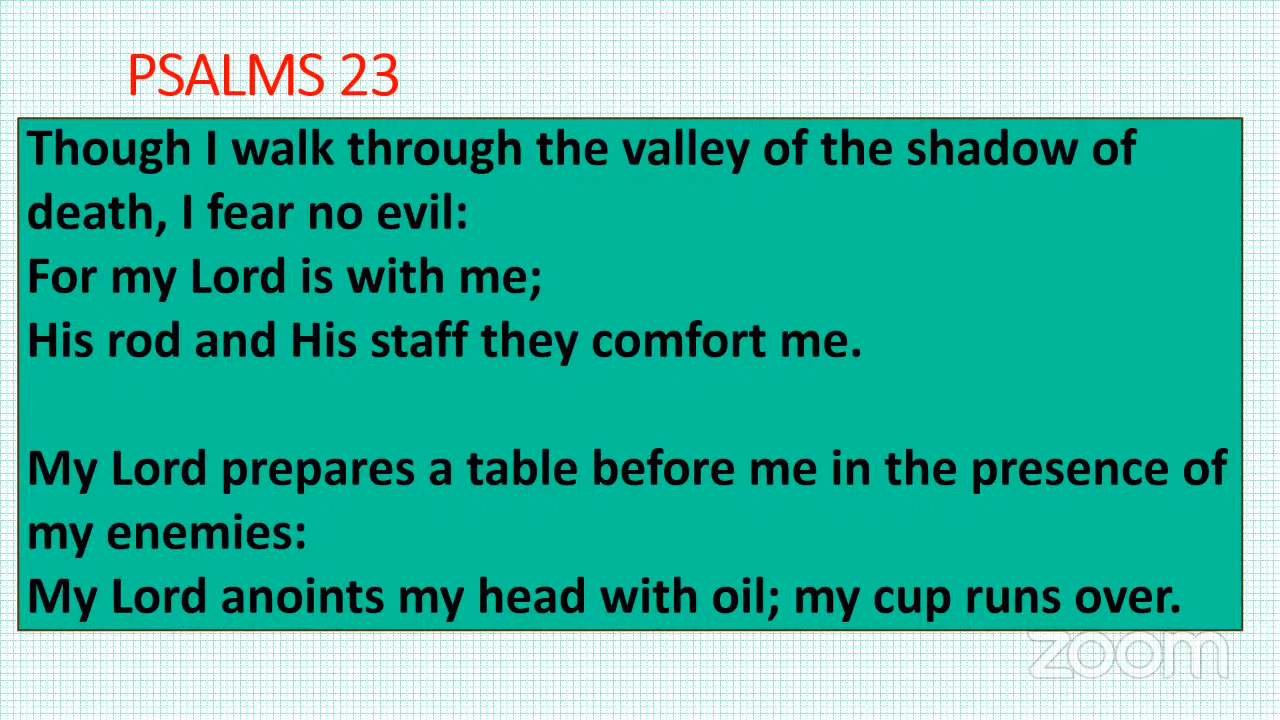 PSALMS 23
Though I walk through the valley of the shadow of
death, I fear no evil:
For my Lord is with me;
His rod and His staff they comfort me.
My Lord prepares a table before me in the presence of
my enemies:
My Lord anoints my head with oil; my cup runs over.
zoom